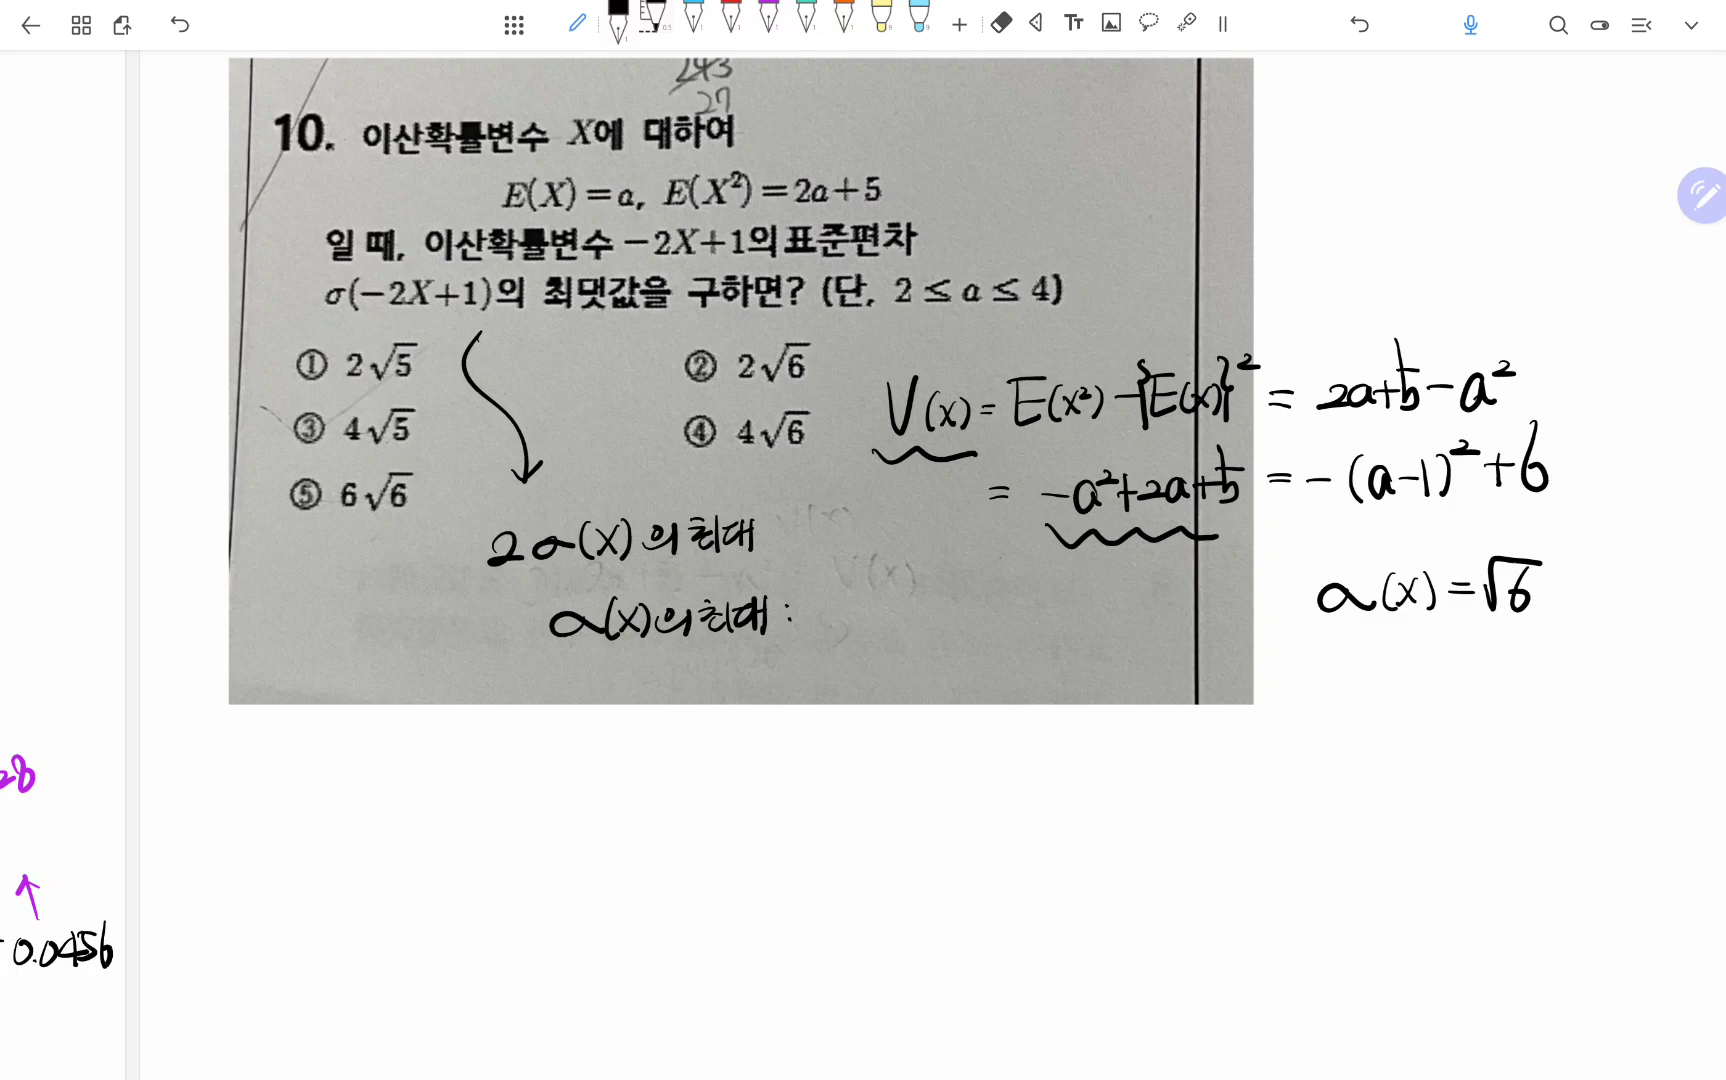 243
27
10. 이산확률변수 X에 대하여
E(X)=a, E(X²)=2a+5
일 때, 이산확률변수 -2X+1의 표준편차
σ(-2X+1)의 최댓값을 구하면? (단, 2 ≤ a ≤ 4)
① 2√5
② 2√6
③ 4√5
④ 4√6
⑤ 6√6
V(x) = E(x²) - {E(x)}² = 2a+5-a²
= -a²+2a+5 = -(a-1)²+6
2σ(X)의 최대
σ(X)의 최대 :
σ(x) = √6
V(x)
28
0.0456